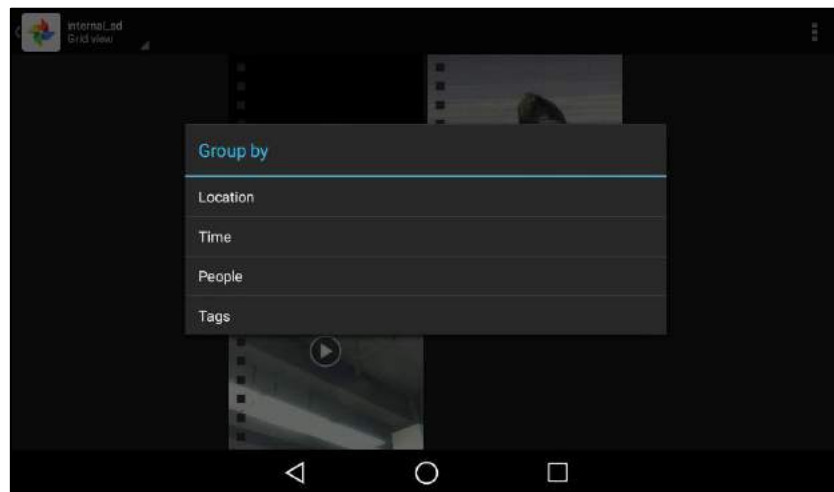 internal_sd
Grid view
Group by
Location
Time
People
Tags